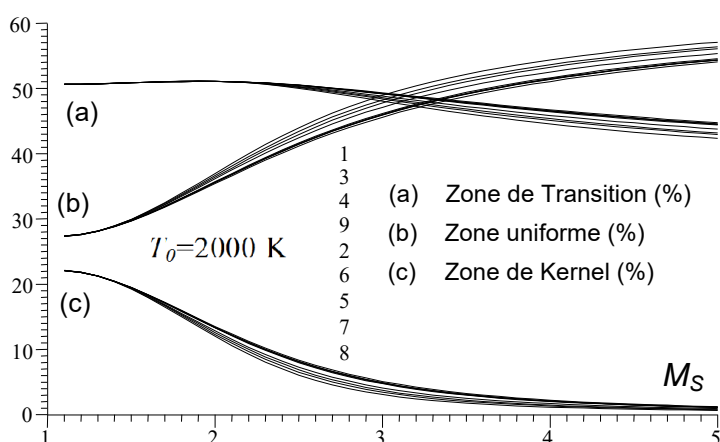 60
50
40
30
20
10
0
1 2 3 4 5
(a)
(b)
(c)
T0=2000 K
1
3
4
9
2
6
5
7
8
(a) Zone de Transition (%)
(b) Zone uniforme (%)
(c) Zone de Kernel (%)
MS